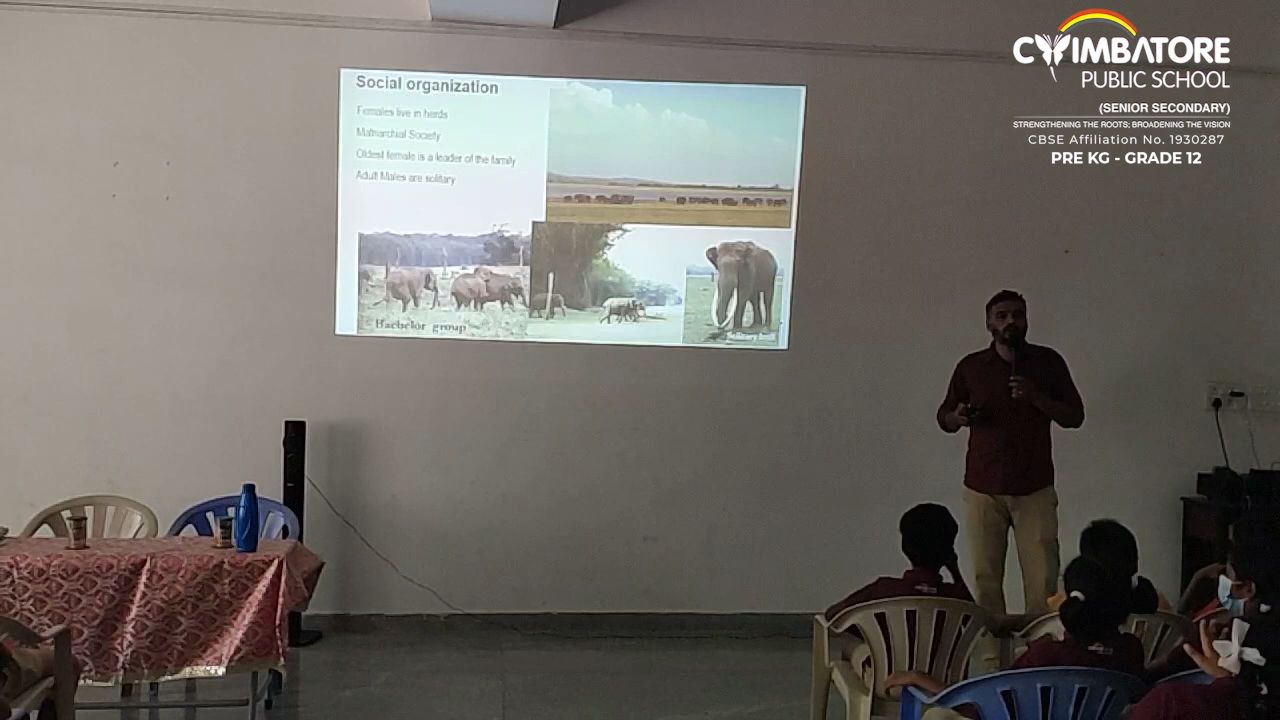 Social organization
Females live in herds
Matriarchial Society
Oldest female is a leader of the family
Adult Males are solitary
Bachelor group
COIMBATORE
PUBLIC SCHOOL
(SENIOR SECONDARY)
STRENGTHENING THE ROOTS; BROADENING THE VISION
CBSE Affiliation No. 1930287
PRE KG - GRADE 12